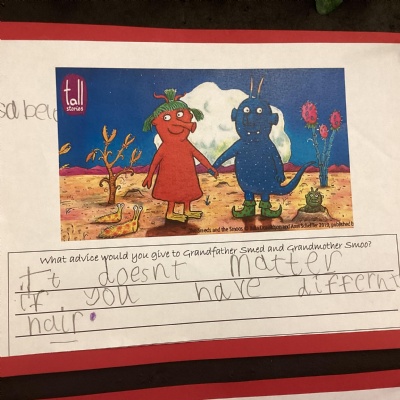 tall
stories
What advice would you give to Grandfather Smed and Grandmother Smoo?
It doesnt matter
if you have differnt
hair.